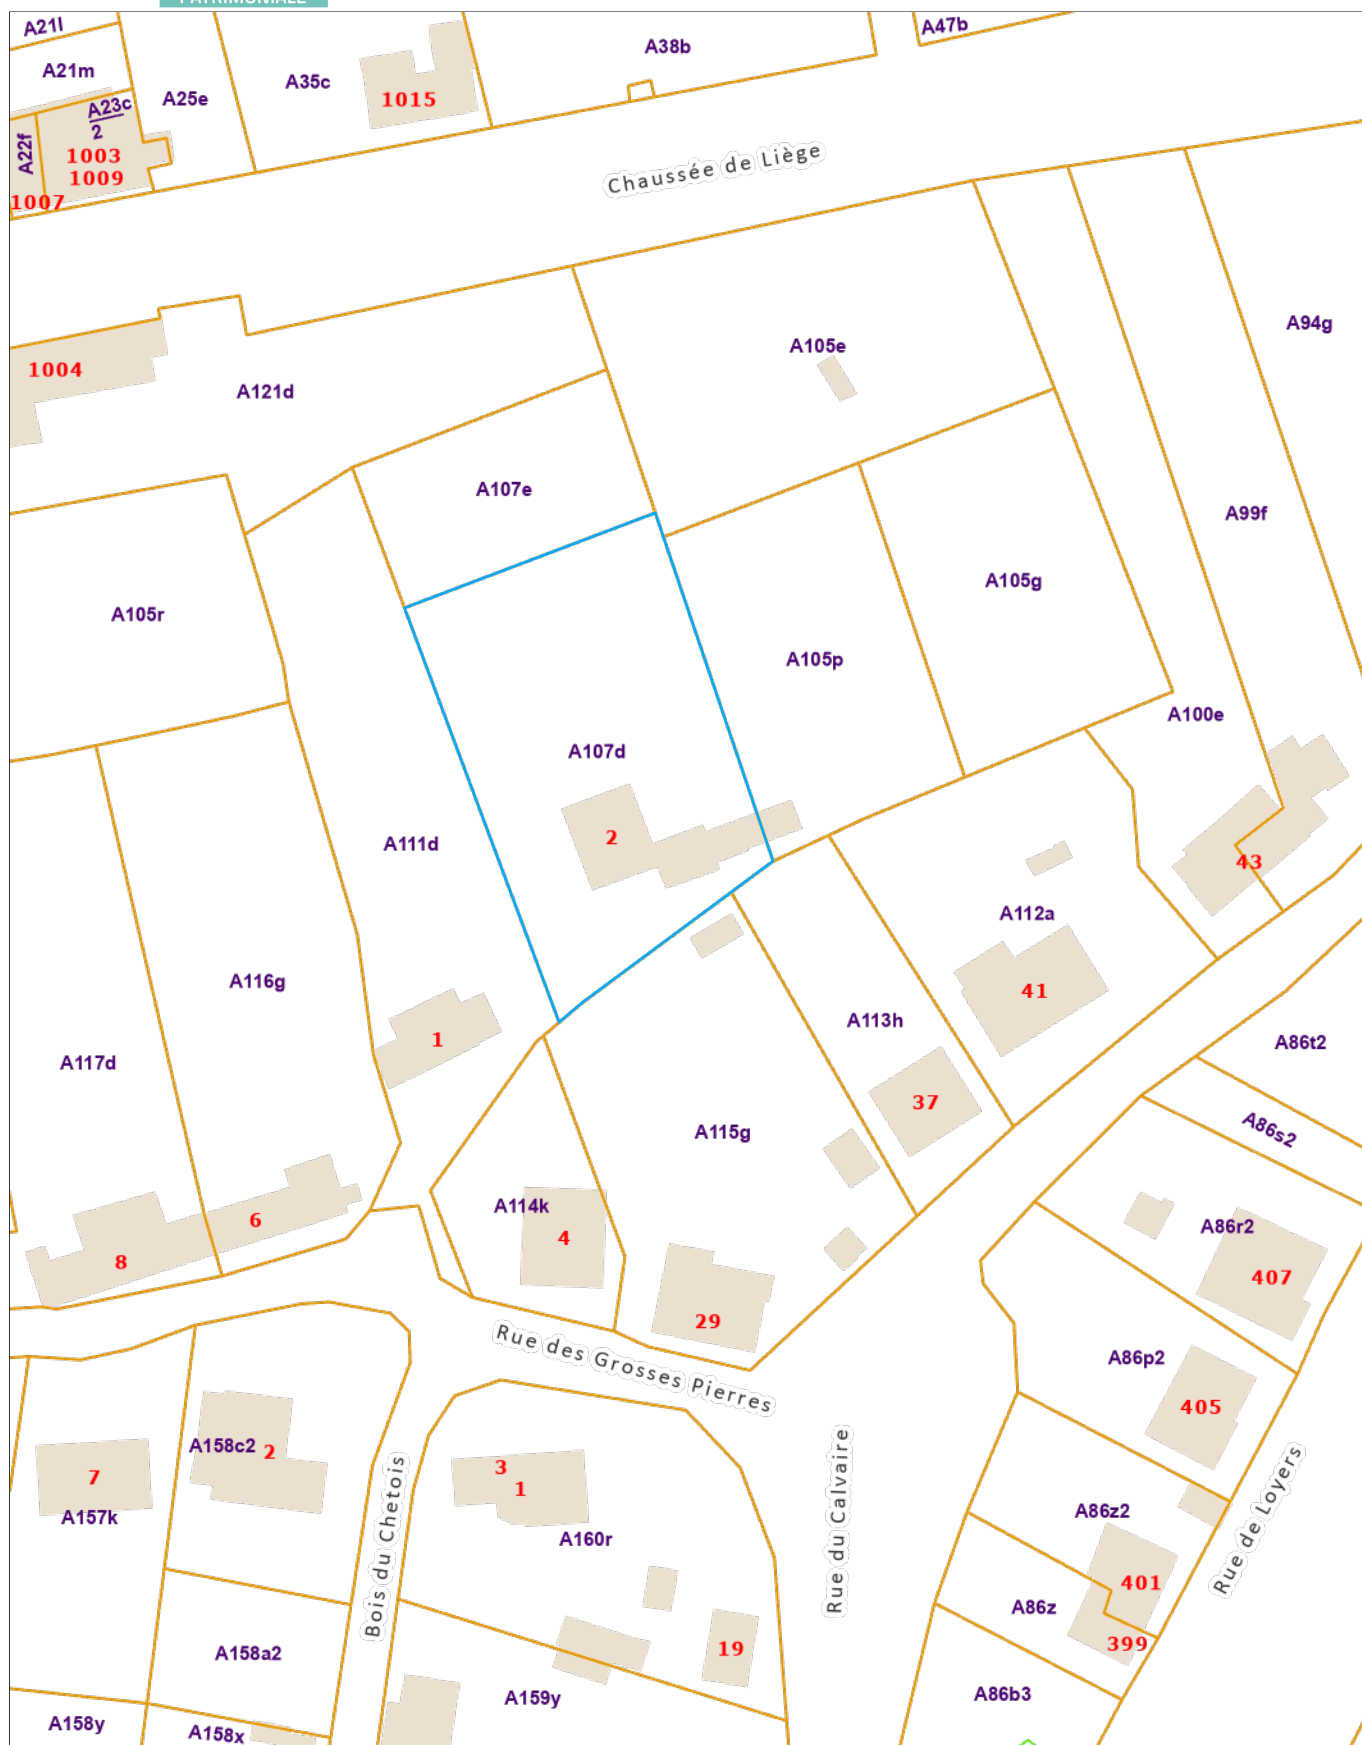 PATRIMONIALE
A21l
A47b
A38b
A21m
A35c
A25e
1015
A23c
2
A22f
1003
1009
1007
Chaussée de Liège
A94g
A105e
1004
A121d
A107e
A99f
A105g
A105r
A105p
A100e
A107d
2
A111d
43
A112a
A116g
41
A113h
1
A86t2
A117d
37
A115g
A86s2
A114k
6
4
A86r2
8
407
29
Rue des Grosses Pierres
A86p2
405
A158c2
2
3
7
1
A157k
Bois du Chetois
Rue du Calvaire
Rue de Loyers
A86z2
A160r
401
A86z
399
19
A158a2
A86b3
A159y
A158y
A158x